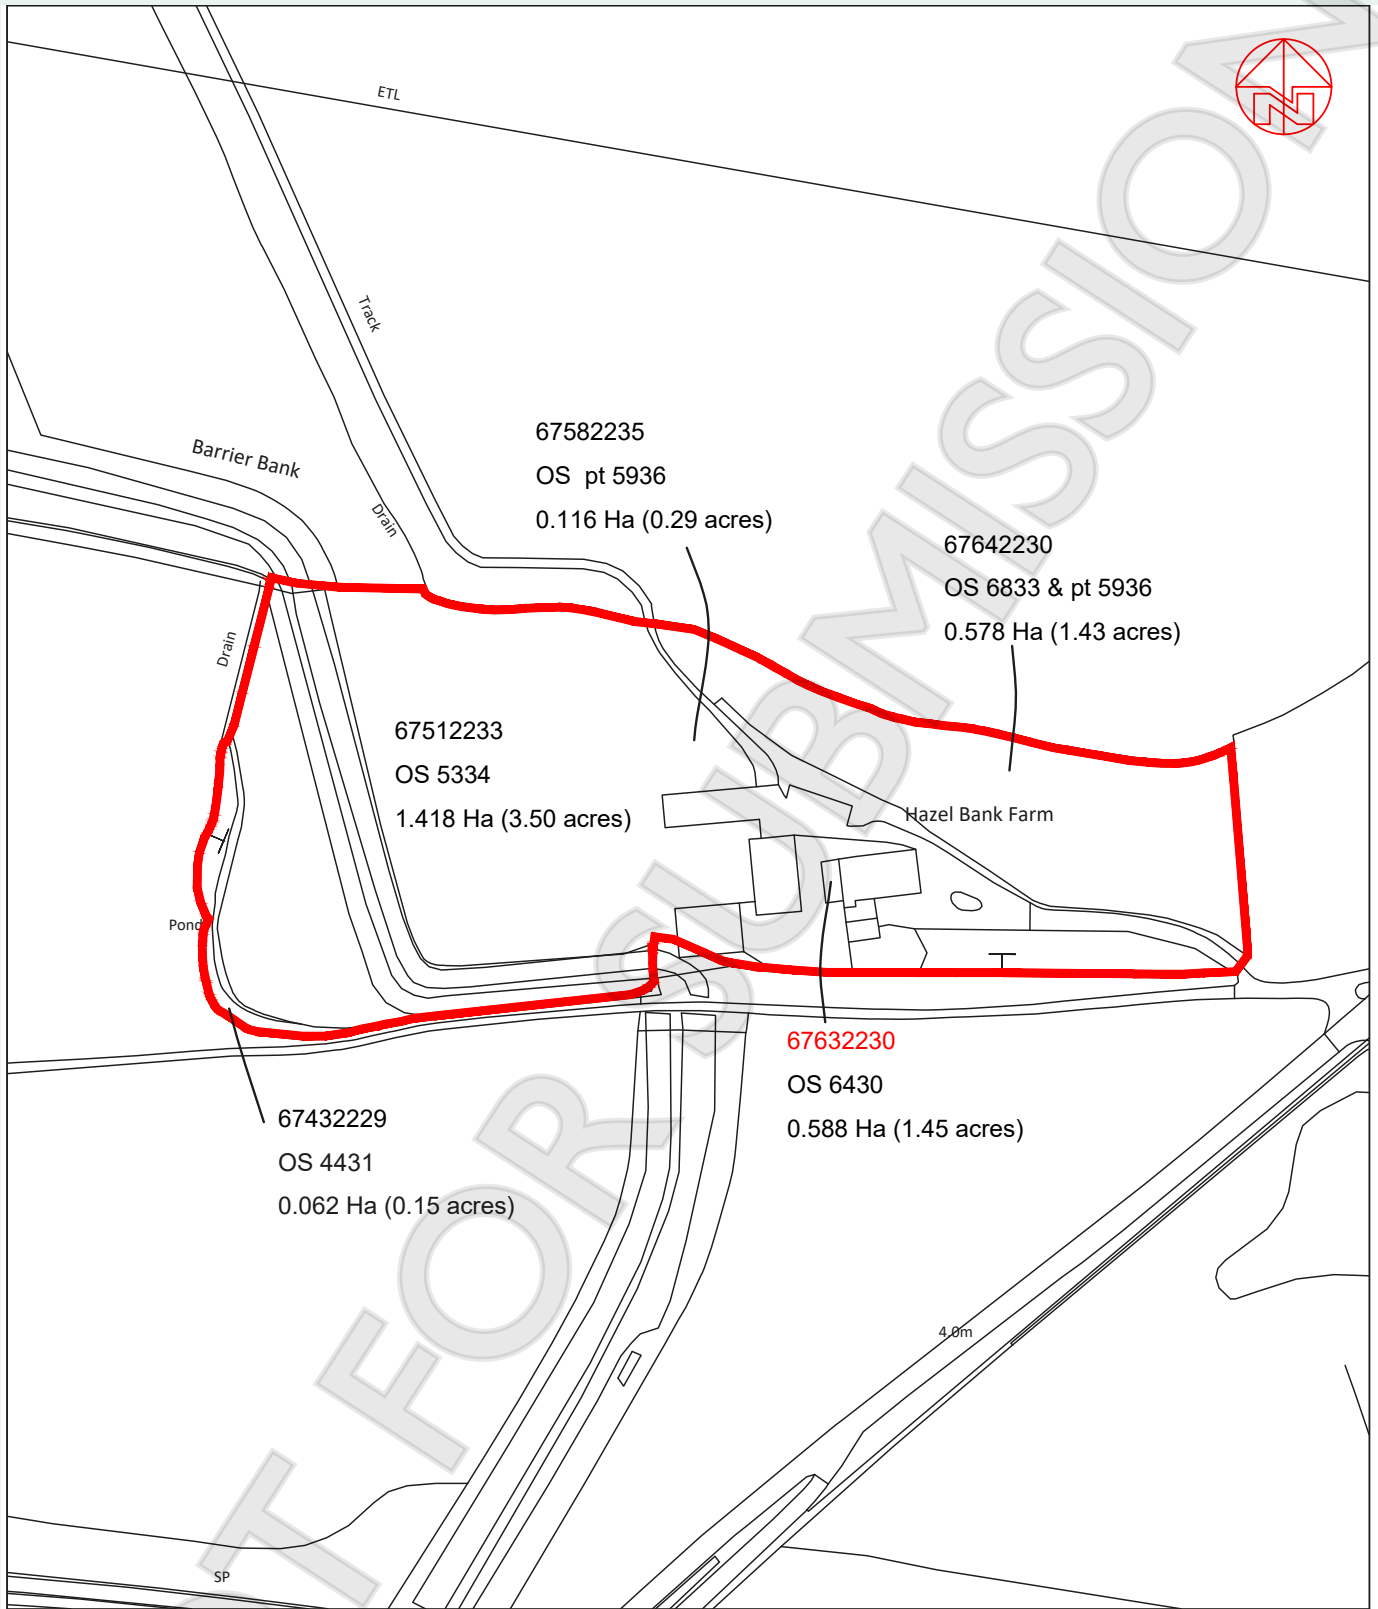 ETL
Track
Barrier Bank
Drain
67582235
OS pt 5936
0.116 Ha (0.29 acres)
67642230
OS 6833 & pt 5936
0.578 Ha (1.43 acres)
Drain
67512233
OS 5334
1.418 Ha (3.50 acres)
Hazel Bank Farm
Pond
67632230
OS 6430
0.588 Ha (1.45 acres)
67432229
OS 4431
0.062 Ha (0.15 acres)
4.0m
SP
N
T FOR SUBMISSION